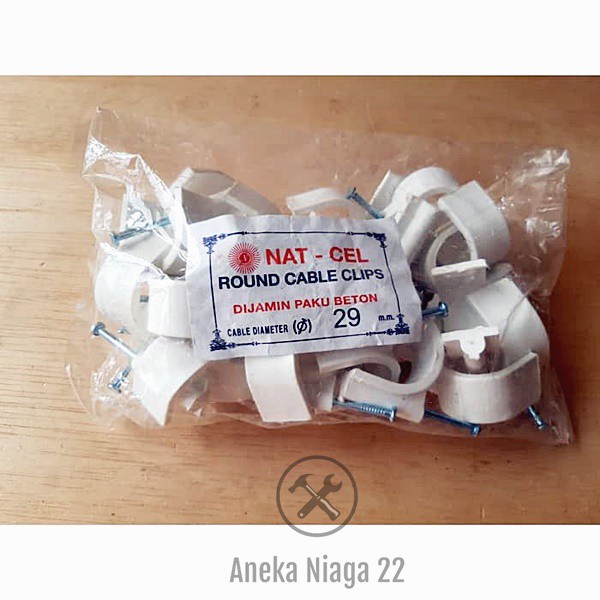 NAT - CEL
ROUND CABLE CLIPS
DIJAMIN PAKU BETON
CABLE DIAMETER (Ø) 29 m.m.
Aneka Niaga 22